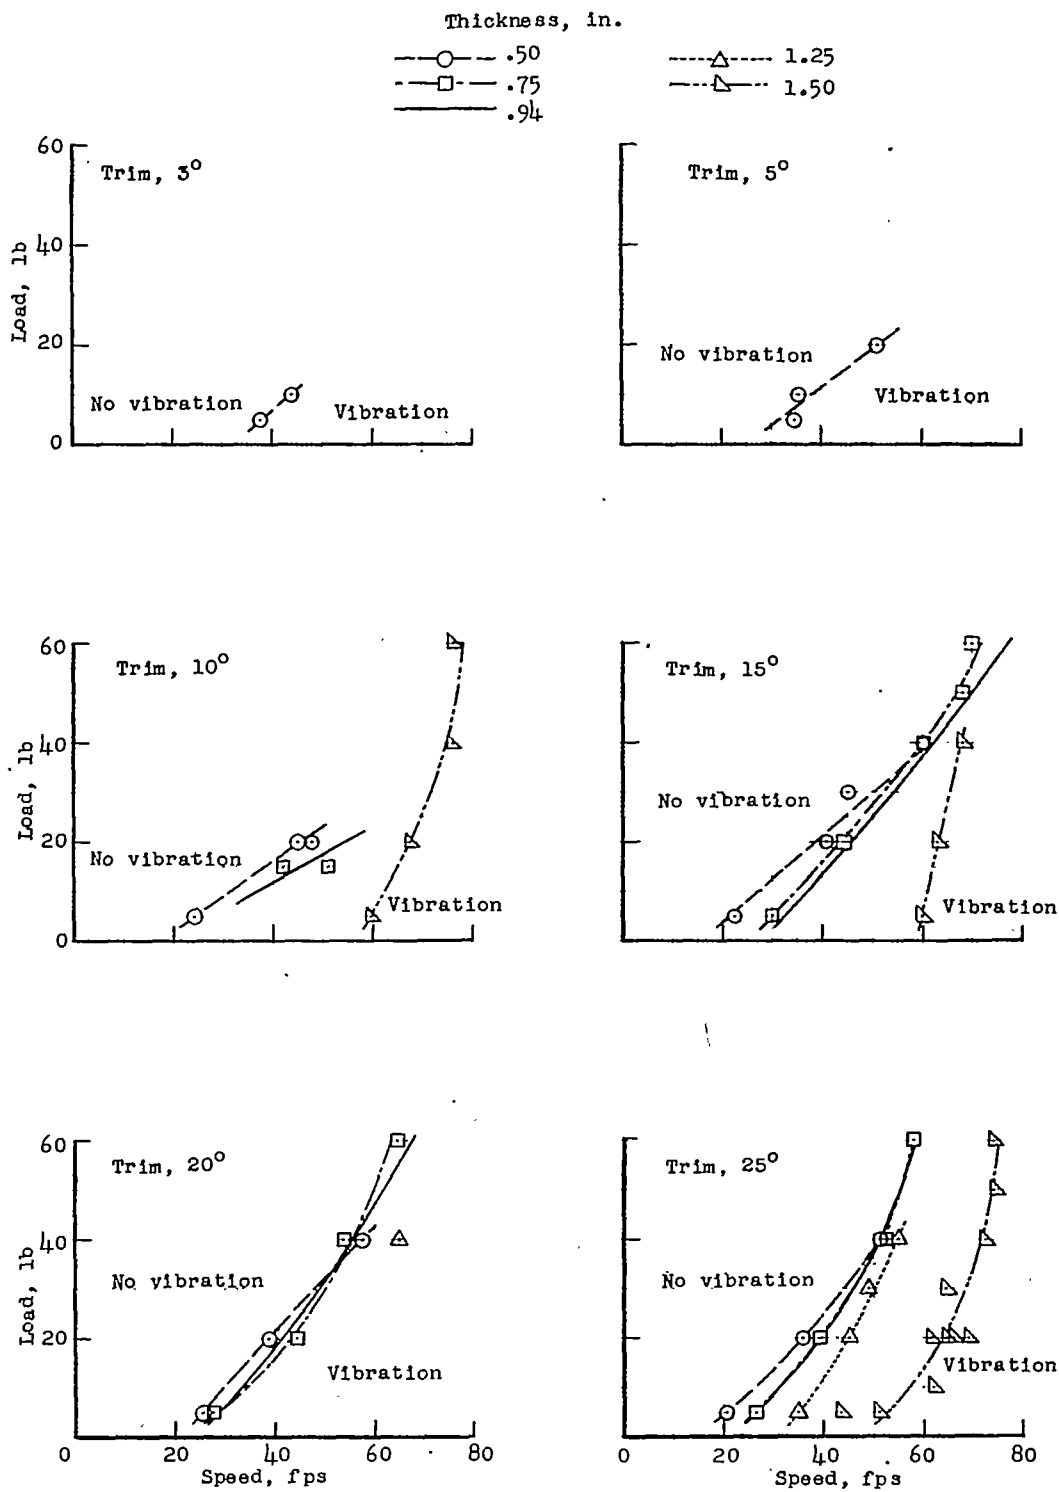 Thickness, in.
.50
.75
.94
1.25
1.50
Trim, 3°
Load, lb
60
40
20
0
No vibration
Vibration
Trim, 5°
No vibration
Vibration
Trim, 10°
Load, lb
60
40
20
0
No vibration
Vibration
Trim, 15°
No vibration
Vibration
Trim, 20°
Load, lb
60
40
20
No vibration
Vibration
0 20 40 60 80
Speed, fps
Trim, 25°
No vibration
Vibration
0 20 40 60 80
Speed, fps